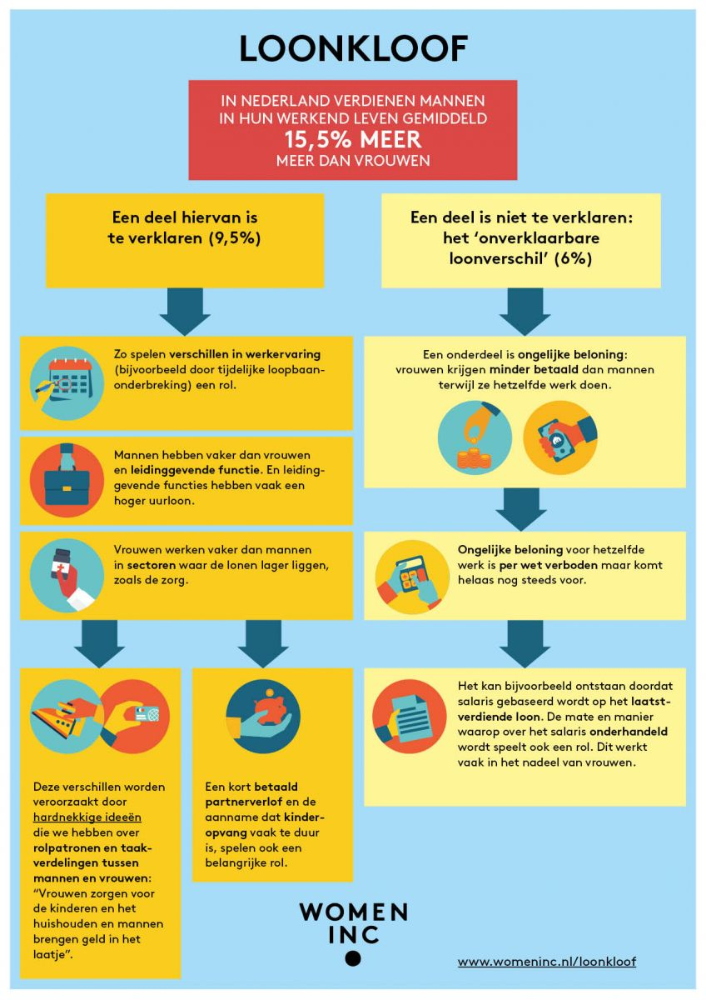 LOONKLOOF
IN NEDERLAND VERDIENEN MANNEN
IN HUN WERKEND LEVEN GEMIDDELD
15,5% MEER
MEER DAN VROUWEN
Een deel hiervan is
te verklaren (9,5%)
Zo spelen verschillen in werkervaring
(bijvoorbeeld door tijdelijke loopbaan-
onderbreking) een rol.
Mannen hebben vaker dan vrouwen
en leidinggevende functie. En leiding-
gevende functies hebben vaak een
hoger uurloon.
Vrouwen werken vaker dan mannen
in sectoren waar de lonen lager liggen,
zoals de zorg.
Deze verschillen worden
veroorzaakt door
hardnekkige ideeën
die we hebben over
rolpatronen en taak-
verdelingen tussen
mannen en vrouwen:
“Vrouwen zorgen voor
de kinderen en het
huishouden en mannen
brengen geld in het
laatje”.
Een kort betaald
partnerverlof en de
aanname dat kinder-
opvang vaak te duur
is, spelen ook een
belangrijke rol.
Een deel is niet te verklaren:
het ‘onverklaarbare
loonverschil’ (6%)
Een onderdeel is ongelijke beloning:
vrouwen krijgen minder betaald dan mannen
terwijl ze hetzelfde werk doen.
Ongelijke beloning voor hetzelfde
werk is per wet verboden maar komt
helaas nog steeds voor.
Het kan bijvoorbeeld ontstaan doordat
salaris gebaseerd wordt op het laatst-
verdiende loon. De mate en manier
waarop over het salaris onderhandeld
wordt speelt ook een rol. Dit werkt
vaak in het nadeel van vrouwen.
WOMEN
INC
www.womeninc.nl/loonkloof